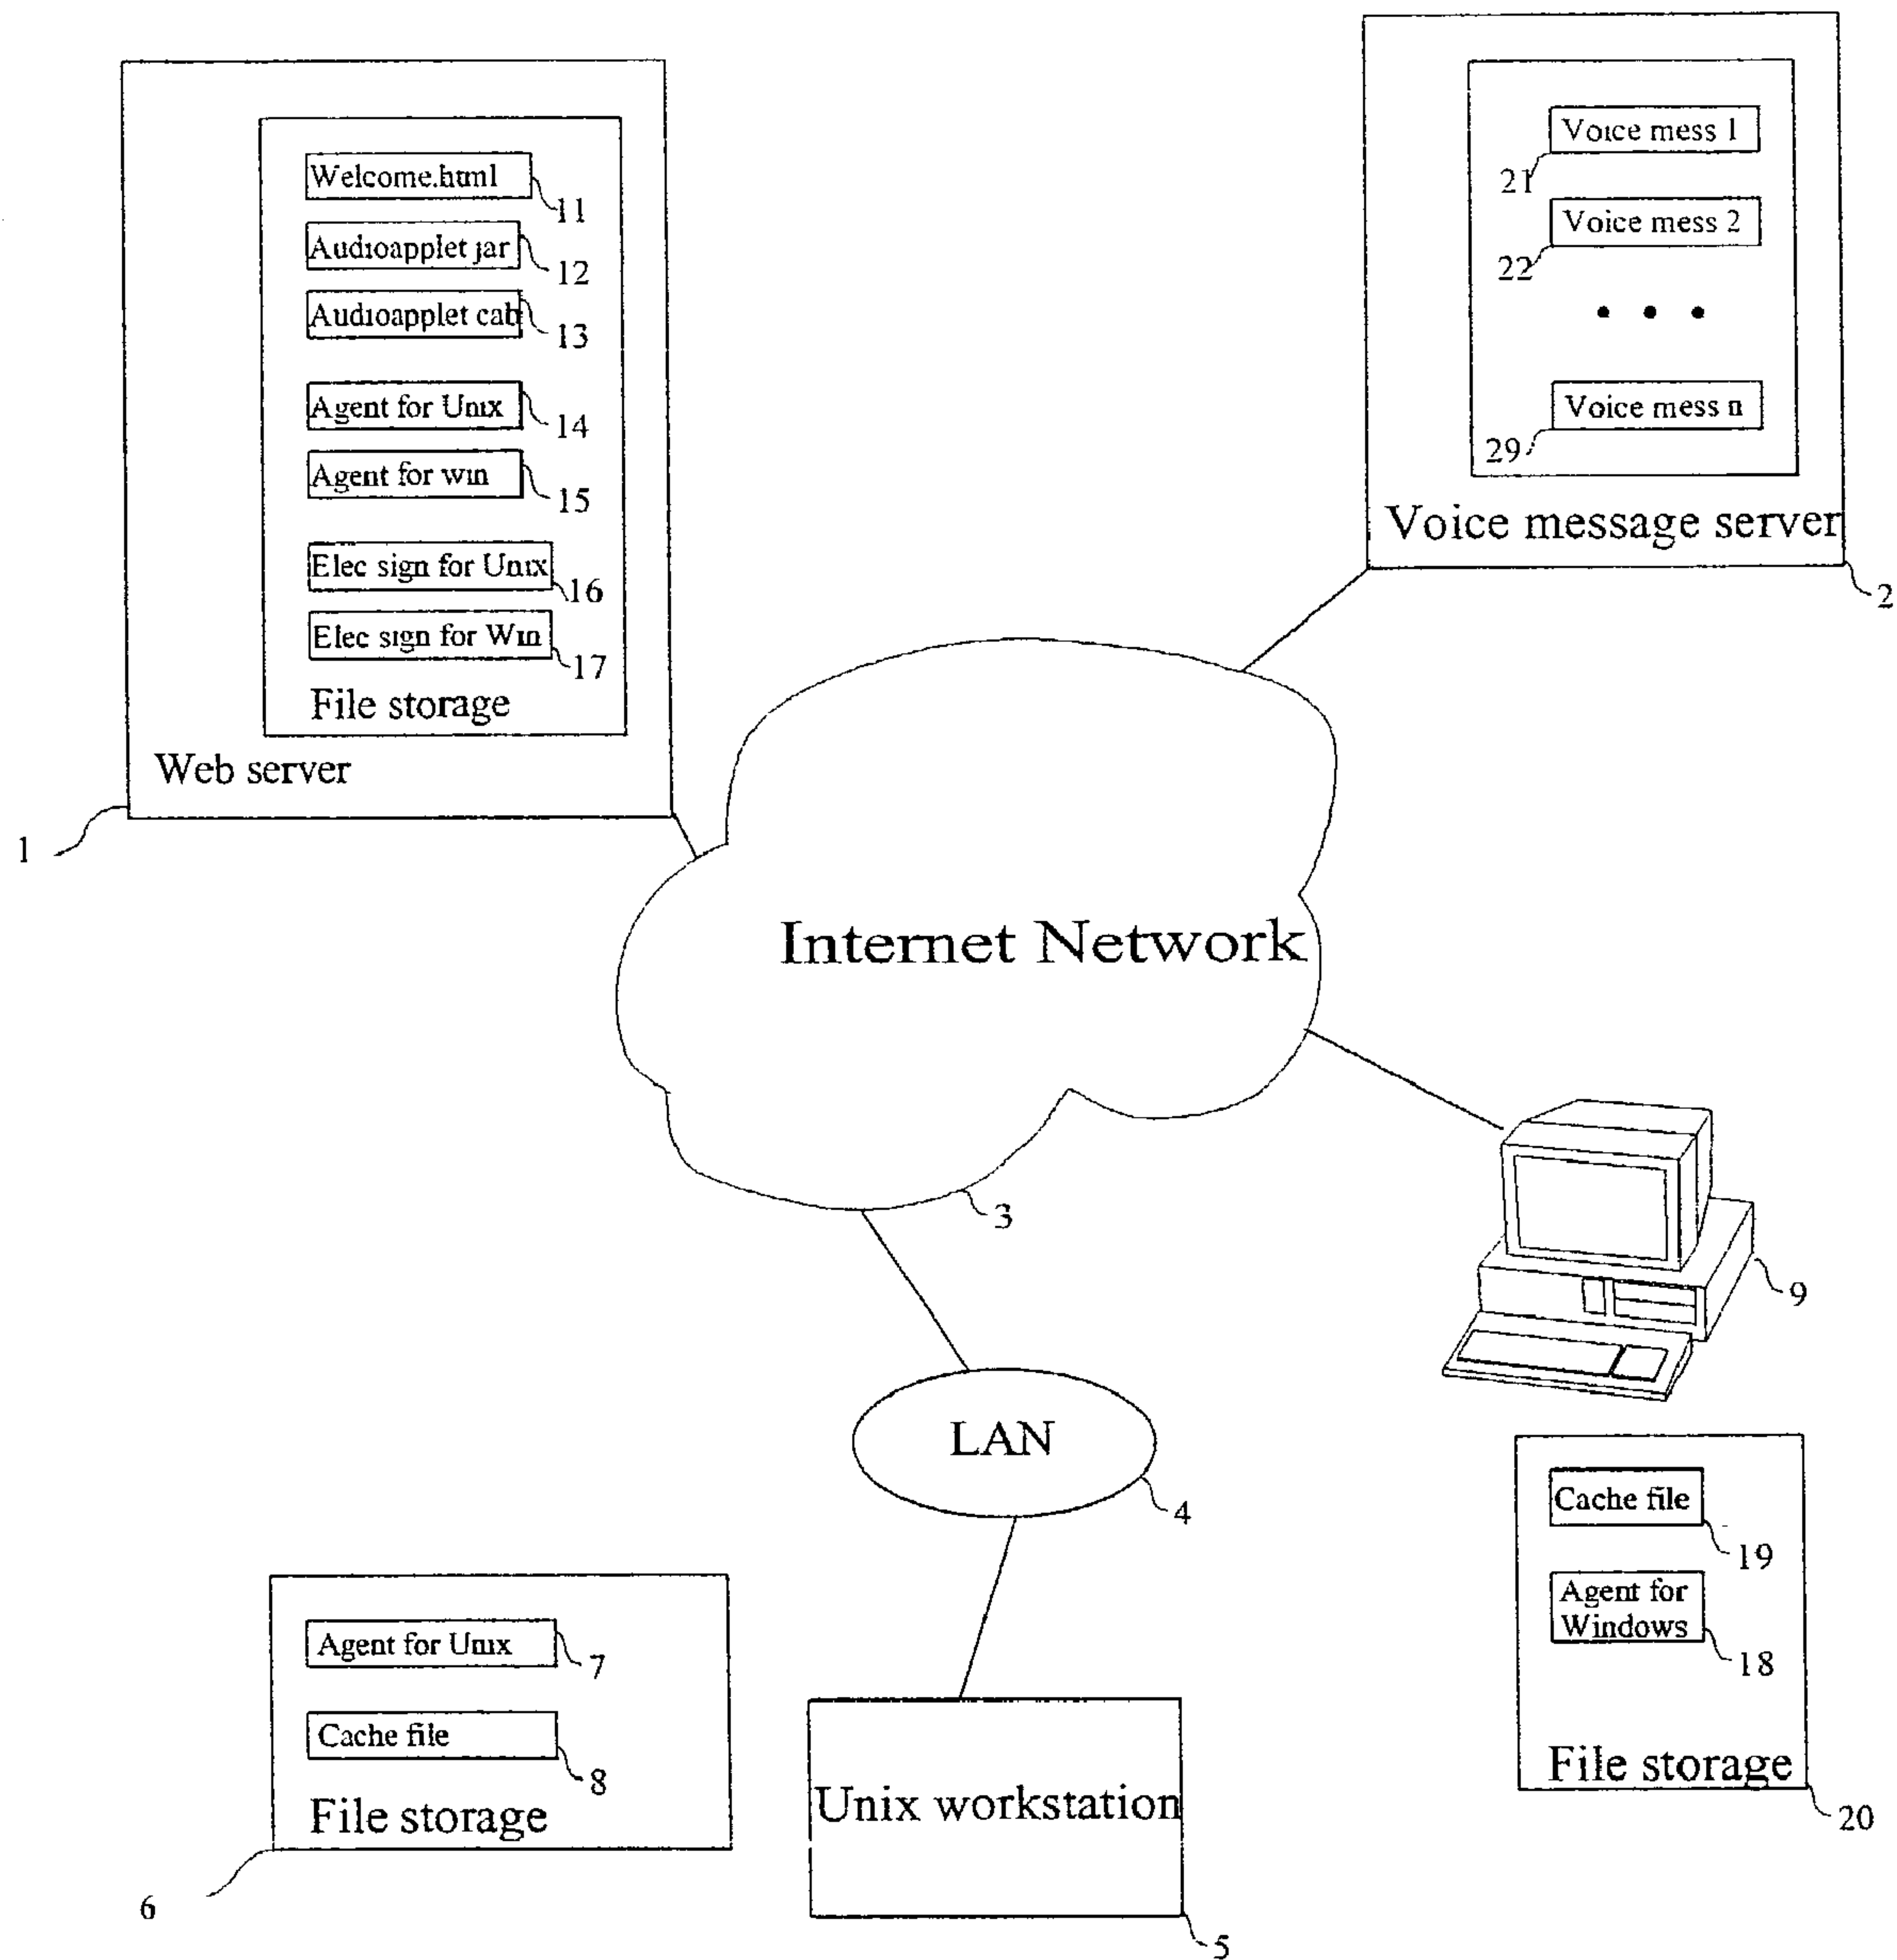 Welcome.html
11
Audioapplet jar
12
Audioapplet cab
13
Agent for Unix
14
Agent for win
15
Elec sign for Unix
16
Elec sign for Win
17
File storage
Web server
1
Voice mess 1
21
Voice mess 2
22
• • •
Voice mess n
29
Voice message server
2
Internet Network
3
9
LAN
4
Cache file
19
Agent for
Windows
18
File storage
20
Agent for Unix
7
Cache file
8
File storage
6
Unix workstation
5